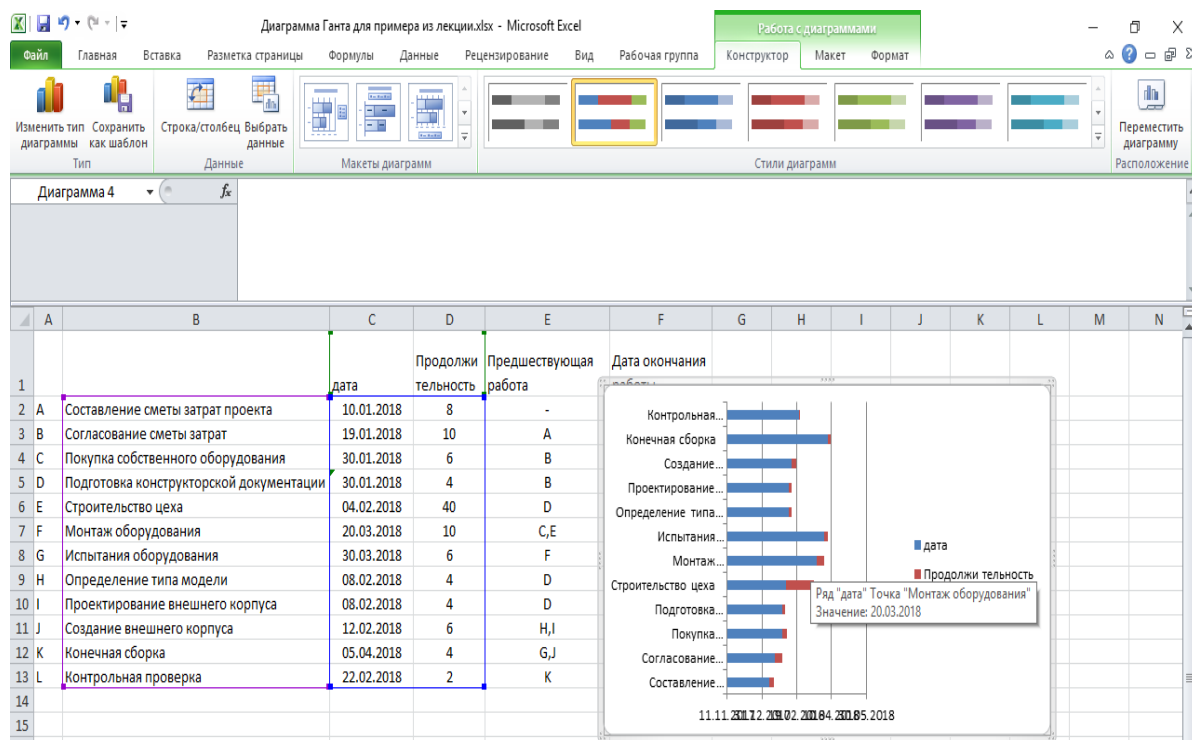 Диаграмма Ганта для примера из лекции.xlsx - Microsoft Excel
Работа с диаграммами
Файл Главная Вставка Разметка страницы Формулы Данные Рецензирование Вид Рабочая группа Конструктор Макет Формат
Изменить тип диаграммы
Сохранить как шаблон
Строка/столбец
Выбрать данные
Переместить диаграмму
Тип Данные Макеты диаграмм Стили диаграмм Расположение
Диаграмма 4 fx
A B C D E F G H I J K L M N
1 дата Продолжи тельность Предшествующая работа Дата окончания работы
2 A Составление сметы затрат проекта 10.01.2018 8 -
3 B Согласование сметы затрат 19.01.2018 10 A
4 C Покупка собственного оборудования 30.01.2018 6 B
5 D Подготовка конструкторской документации 30.01.2018 4 B
6 E Строительство цеха 04.02.2018 40 D
7 F Монтаж оборудования 20.03.2018 10 C,E
8 G Испытания оборудования 30.03.2018 6 F
9 H Определение типа модели 08.02.2018 4 D
10 I Проектирование внешнего корпуса 08.02.2018 4 D
11 J Создание внешнего корпуса 12.02.2018 6 H,I
12 K Конечная сборка 05.04.2018 4 G,J
13 L Контрольная проверка 22.02.2018 2 K
14
15
Контрольная...
Конечная сборка
Создание...
Проектирование...
Определение типа...
Испытания...
Монтаж...
Строительство цеха
Подготовка...
Покупка...
Согласование...
Составление...
дата
Продолжи тельность
Ряд "дата" Точка "Монтаж оборудования"
Значение: 20.03.2018